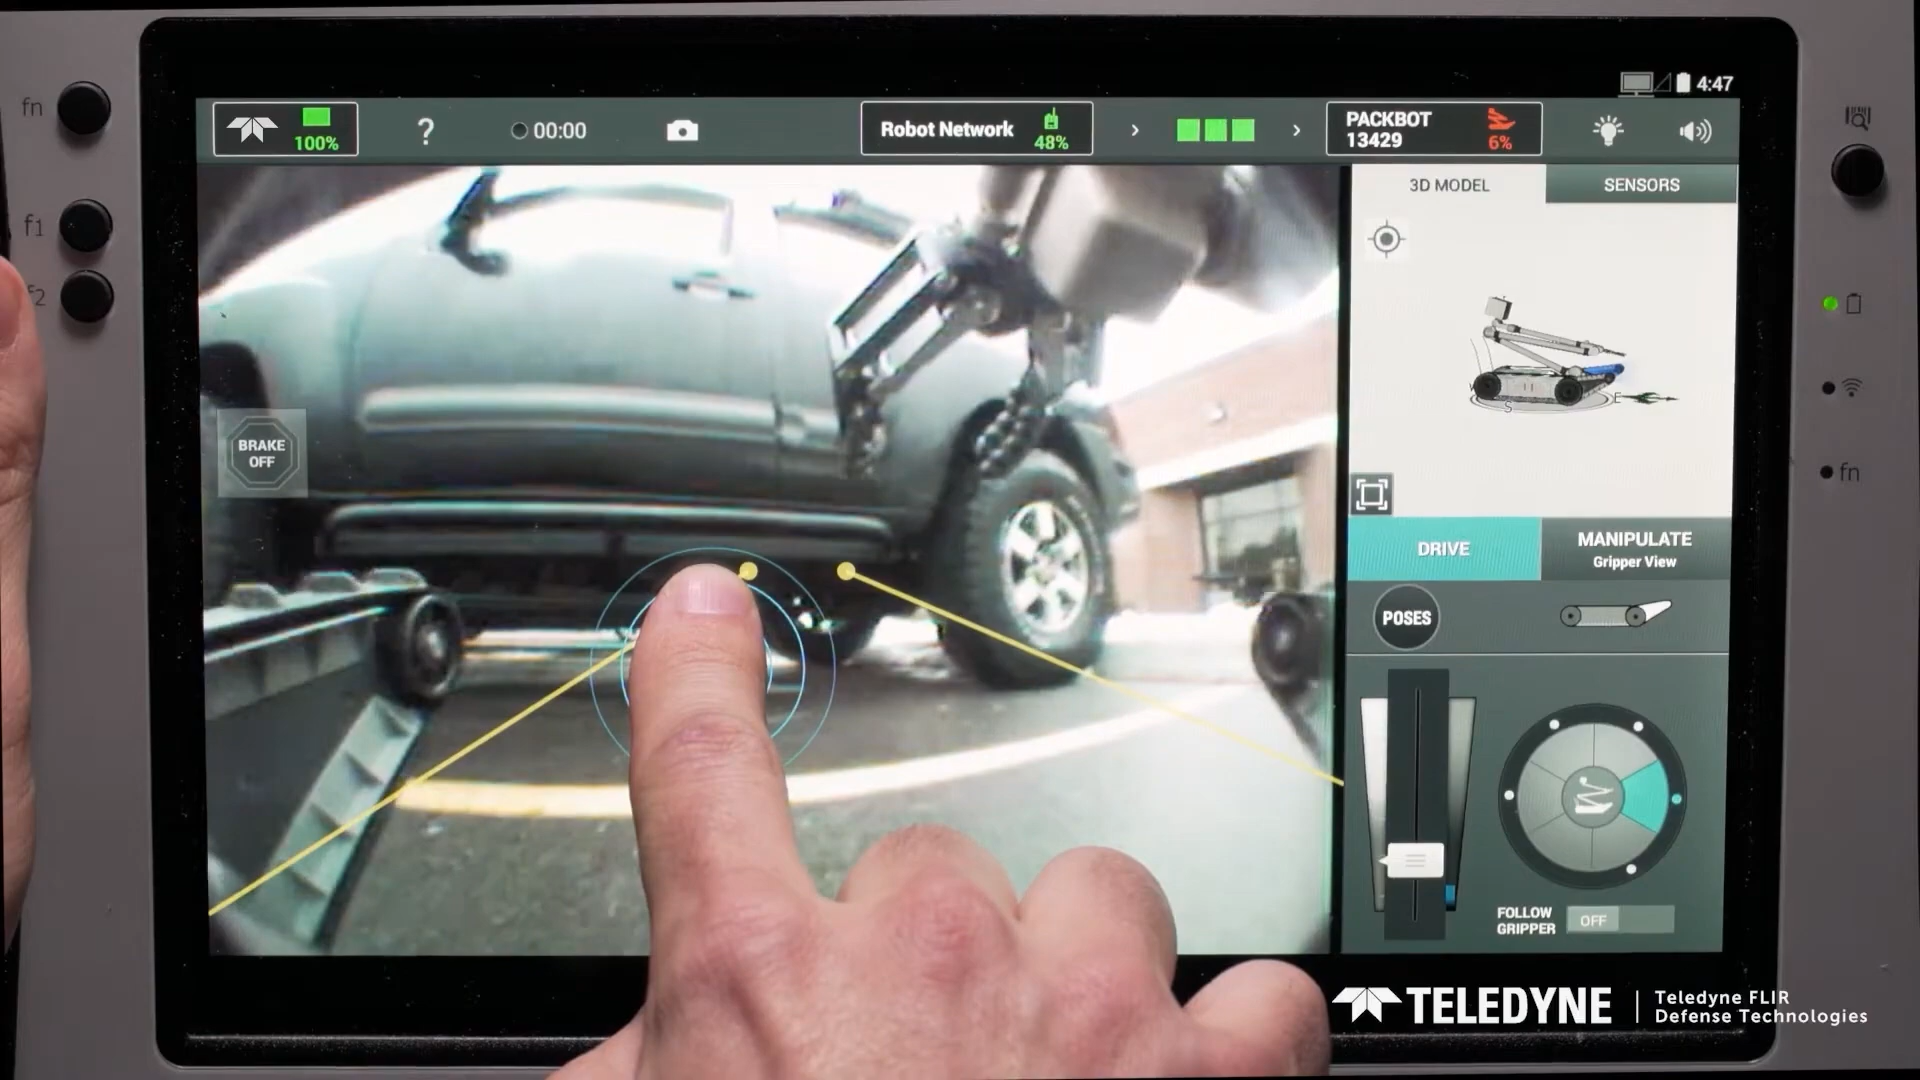 fn
f1
f2
4:47
100%
?
00:00
Robot Network
48%
PACKBOT
13429
6%
3D MODEL
SENSORS
S
E
BRAKE
OFF
DRIVE
MANIPULATE
Gripper View
POSES
FOLLOW
GRIPPER
OFF
fn
TELEDYNE
Teledyne FLIR
Defense Technologies